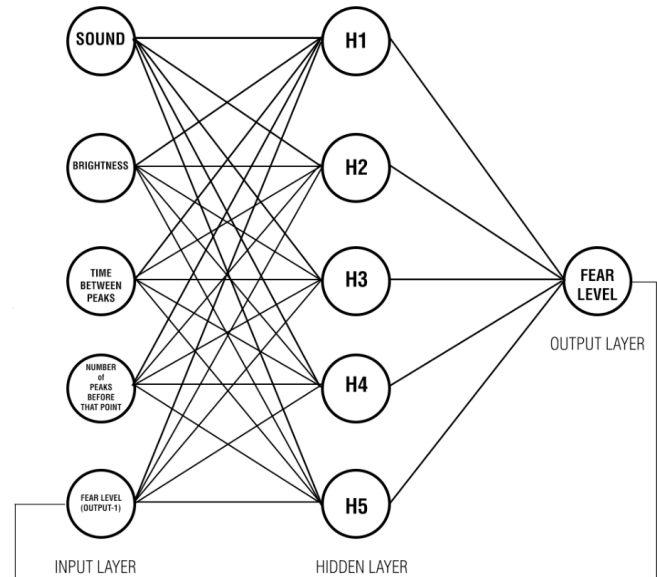 SOUND
H1
BRIGHTNESS
H2
TIME
BETWEEN
PEAKS
H3
FEAR
LEVEL
OUTPUT LAYER
NUMBER
of
PEAKS
BEFORE
THAT POINT
H4
FEAR LEVEL
(OUTPUT-1)
H5
INPUT LAYER
HIDDEN LAYER